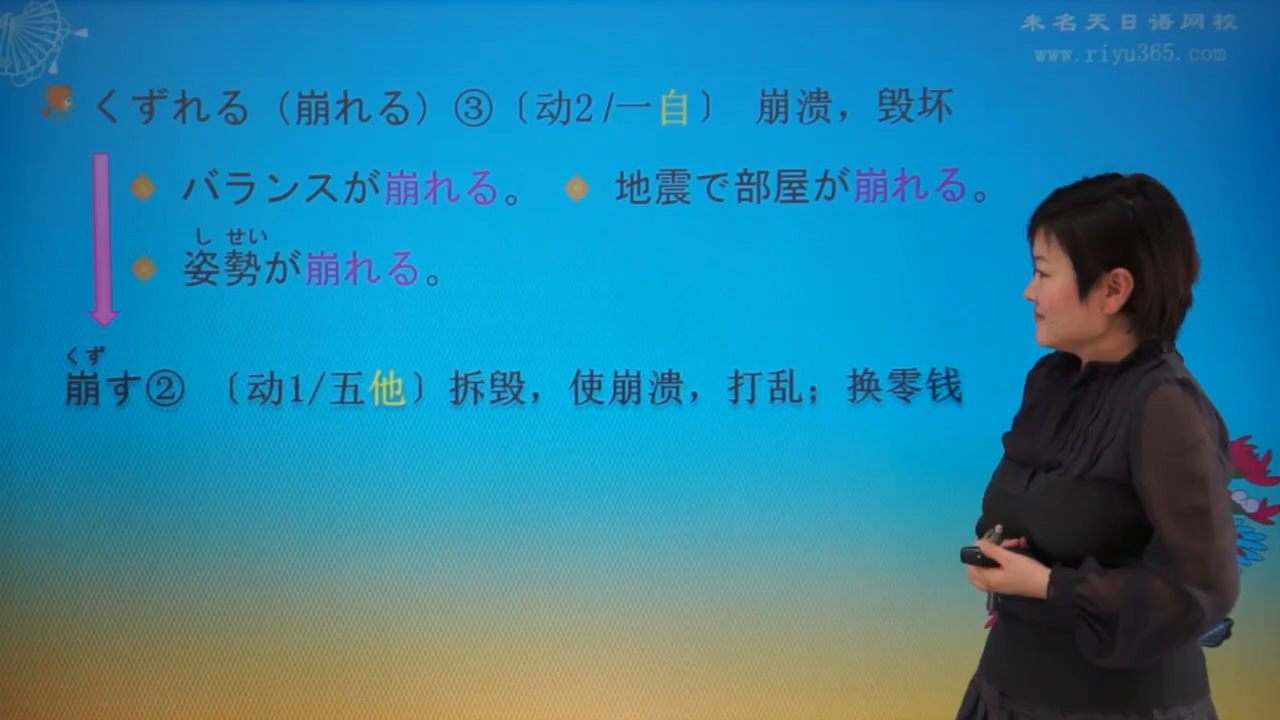 未名天日语网校
www.riyu365.com
くずれる（崩れる）③〔动2/一自〕 崩溃，毁坏
バランスが崩れる。 地震で部屋が崩れる。
しせい
姿勢が崩れる。
くず
崩す②〔动1/五他〕拆毁，使崩溃，打乱；换零钱